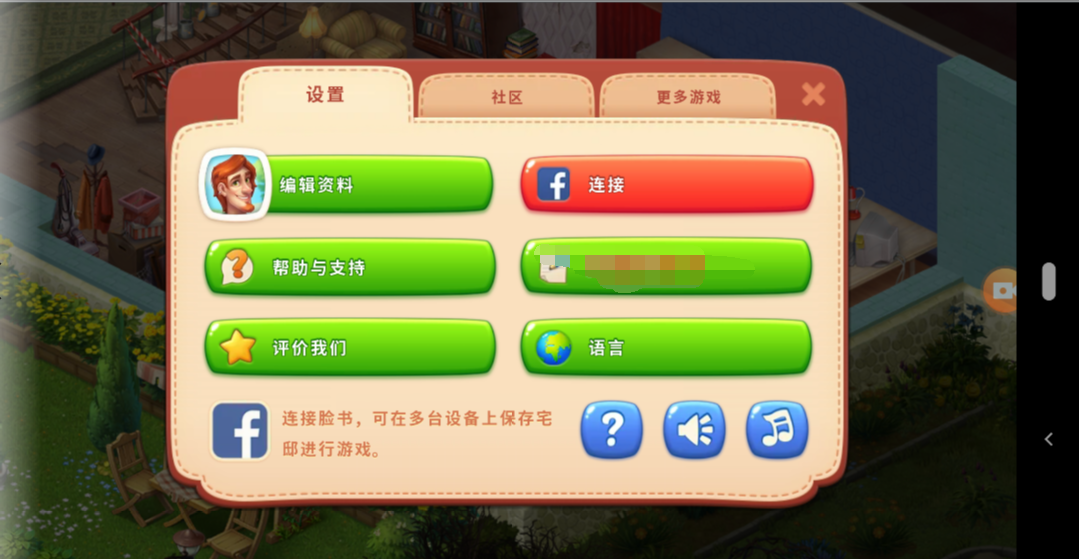 设置
社区
更多游戏
编辑资料
连接
帮助与支持
评价我们
语言
连接脸书，可在多台设备上保存宅
邸进行游戏。